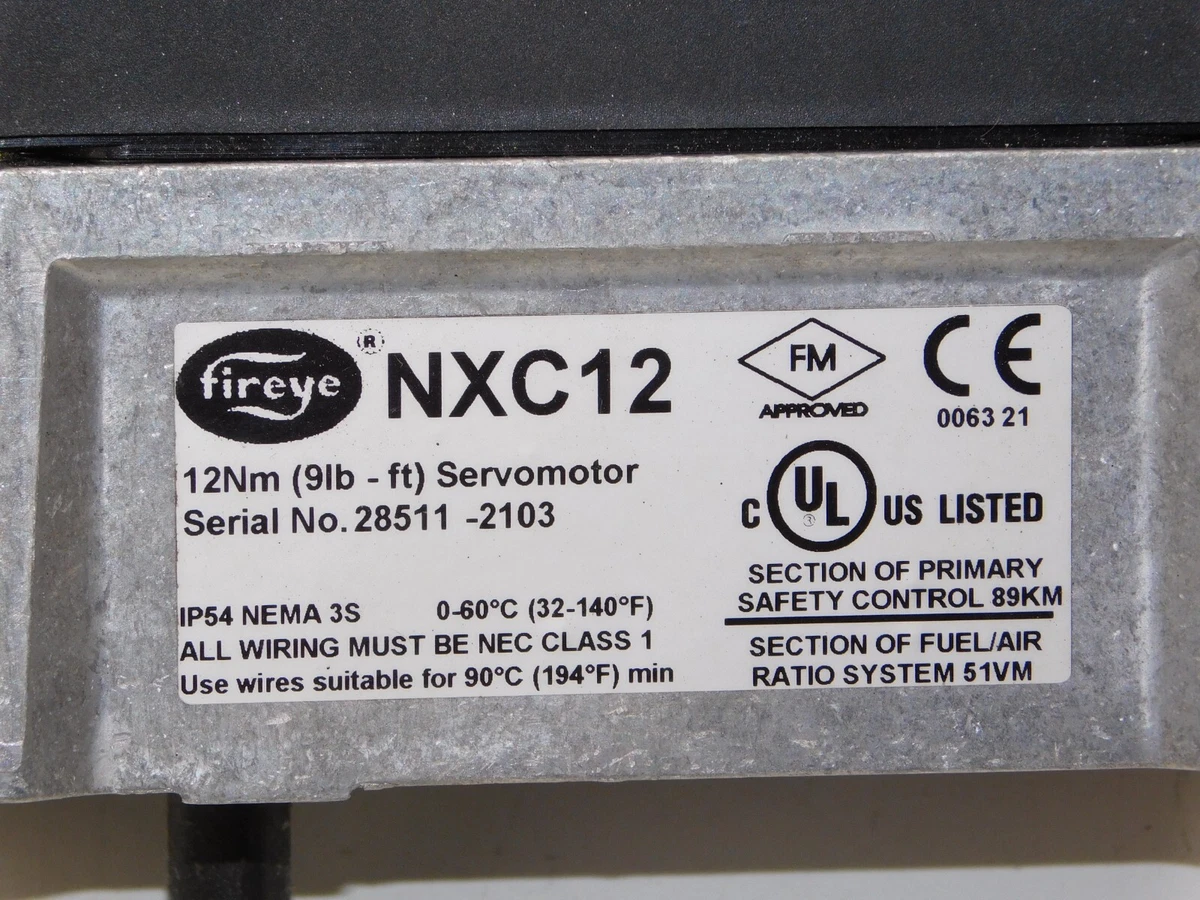 fireye ® NXC12
12Nm (9lb - ft) Servomotor
Serial No. 28511 -2103
IP54 NEMA 3S 0-60°C (32-140°F)
ALL WIRING MUST BE NEC CLASS 1
Use wires suitable for 90°C (194°F) min
FM
APPROVED
CE
0063 21
C UL ® US LISTED
SECTION OF PRIMARY
SAFETY CONTROL 89KM
SECTION OF FUEL/AIR
RATIO SYSTEM 51VM